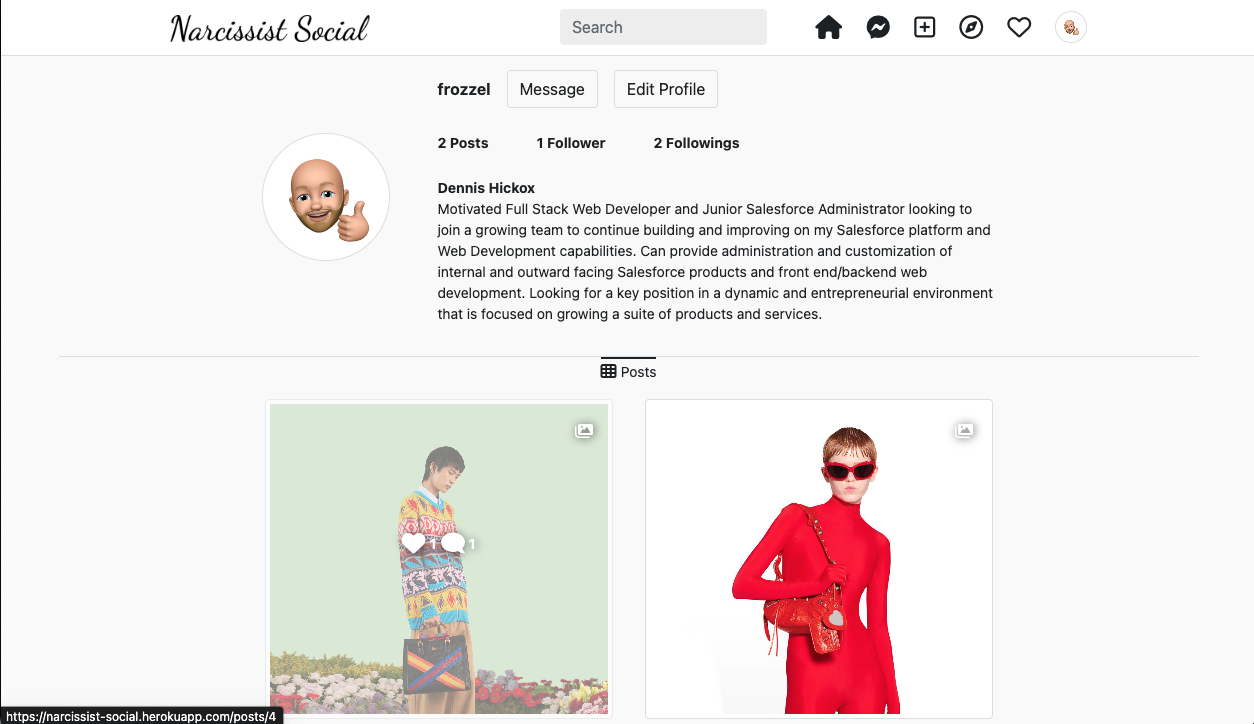 Narcissist Social
Search
frozzel
Message
Edit Profile
2 Posts
1 Follower
2 Followings
Dennis Hickox
Motivated Full Stack Web Developer and Junior Salesforce Administrator looking to
join a growing team to continue building and improving on my Salesforce platform and
Web Development capabilities. Can provide administration and customization of
internal and outward facing Salesforce products and front end/backend web
development. Looking for a key position in a dynamic and entrepreneurial environment
that is focused on growing a suite of products and services.
Posts
1 1
https://narcissist-social.herokuapp.com/posts/4